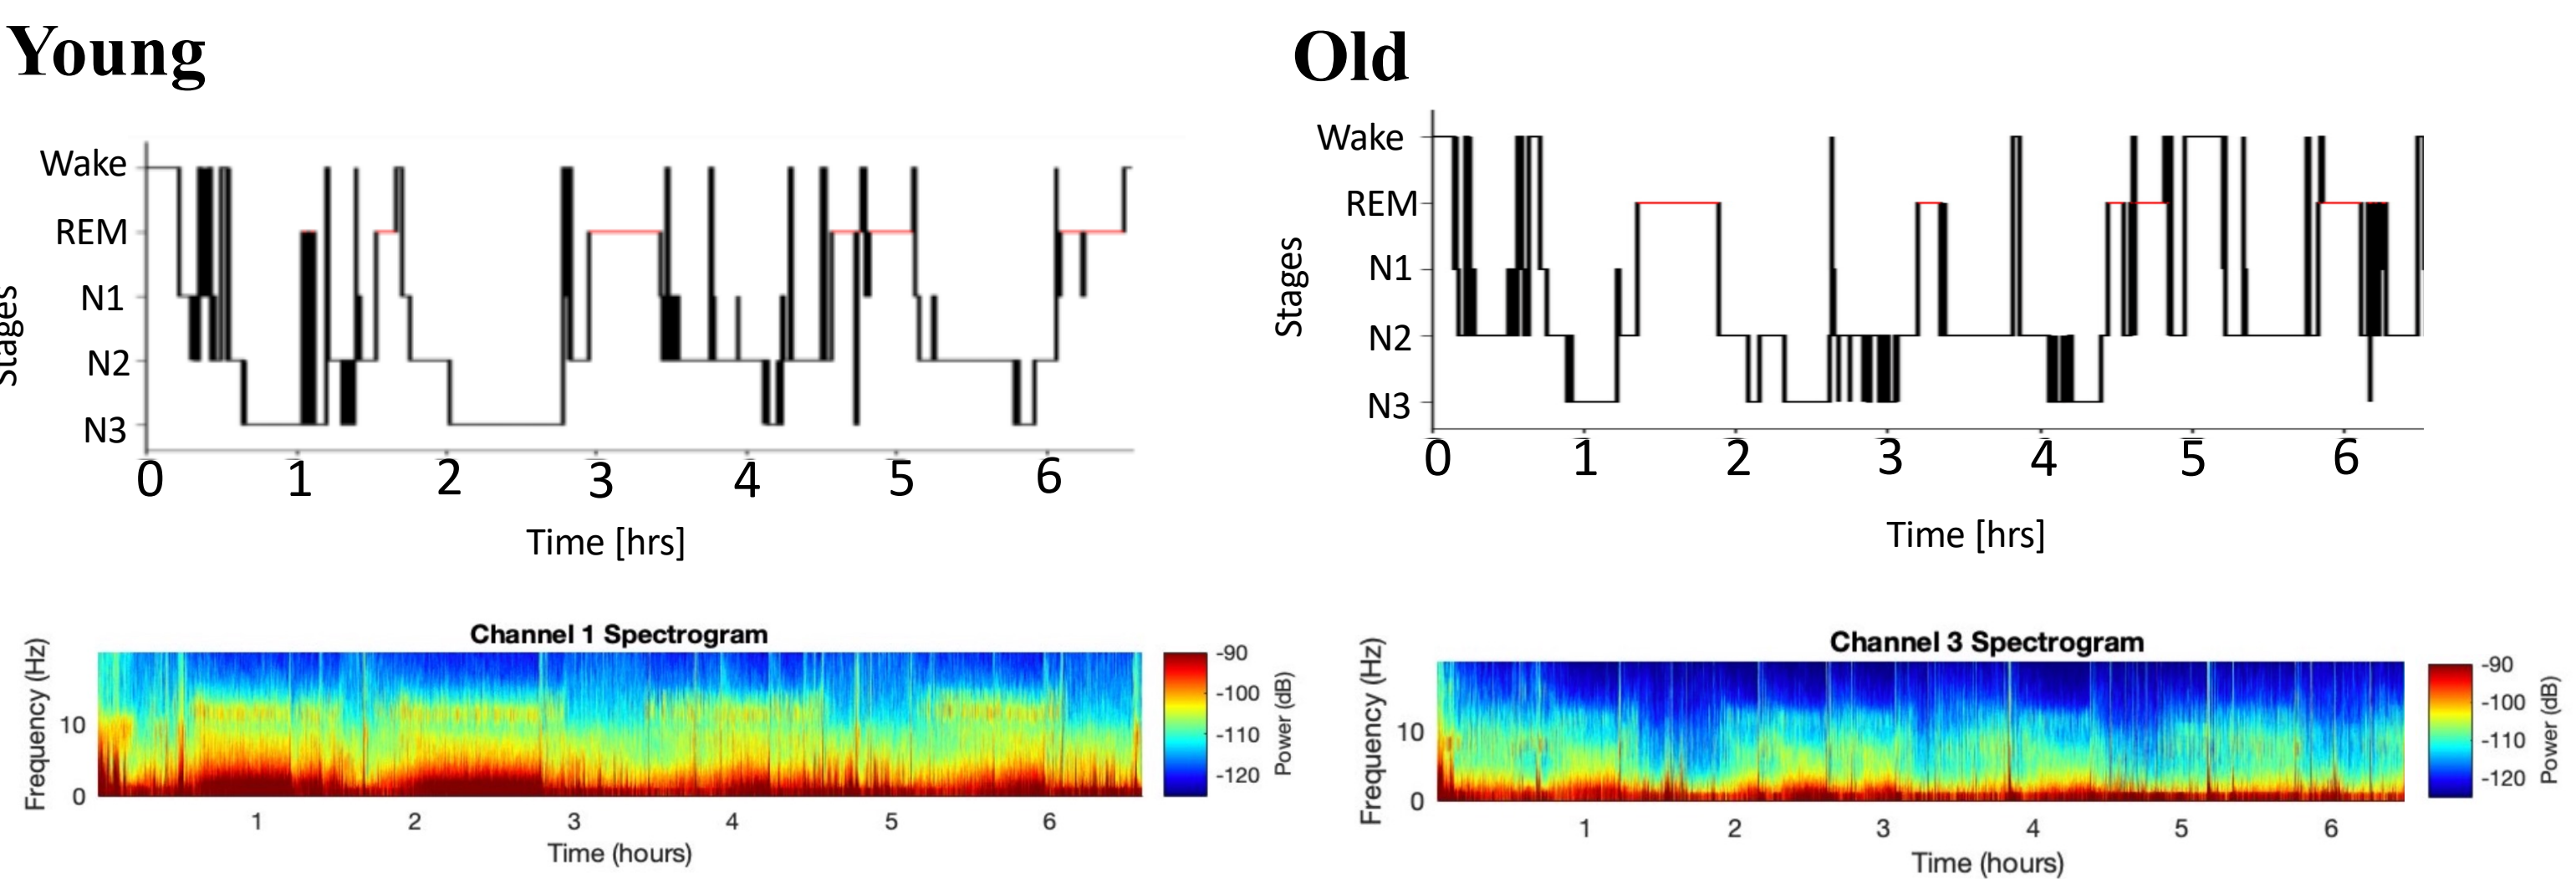 Young
Wake
REM
N1
N2
N3
Stages
0 1 2 3 4 5 6
Time [hrs]
Channel 1 Spectrogram
Frequency (Hz)
10
0
1 2 3 4 5 6
Time (hours)
-90
-100
-110
-120
Power (dB)
Old
Wake
REM
N1
N2
N3
Stages
0 1 2 3 4 5 6
Time [hrs]
Channel 3 Spectrogram
Frequency (Hz)
10
0
1 2 3 4 5 6
Time (hours)
-90
-100
-110
-120
Power (dB)